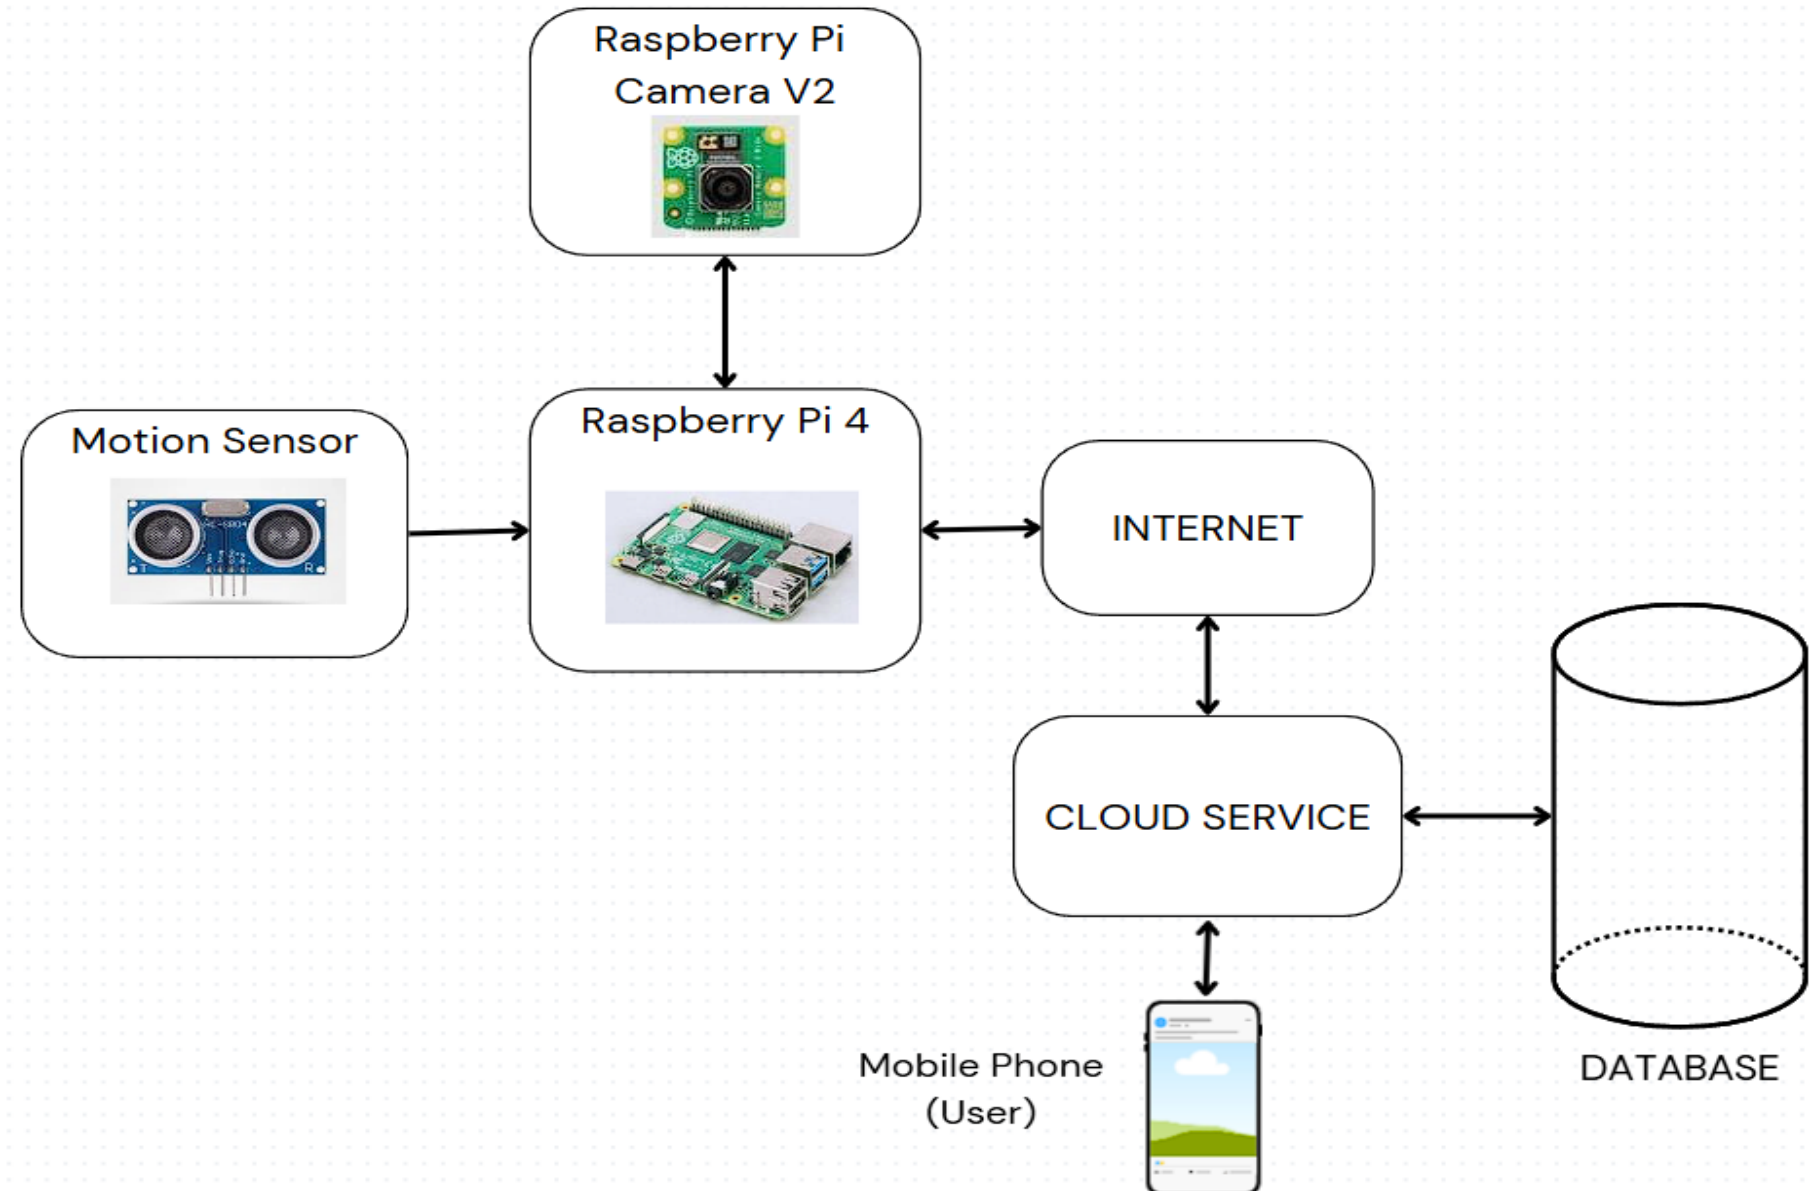 Raspberry Pi
Camera V2
Motion Sensor
Raspberry Pi 4
INTERNET
CLOUD SERVICE
Mobile Phone
(User)
DATABASE
T
R